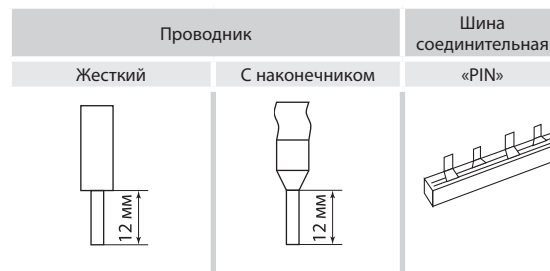 Проводник
Шина
соединительная
Жесткий
С наконечником
«PIN»
12 мм
12 мм